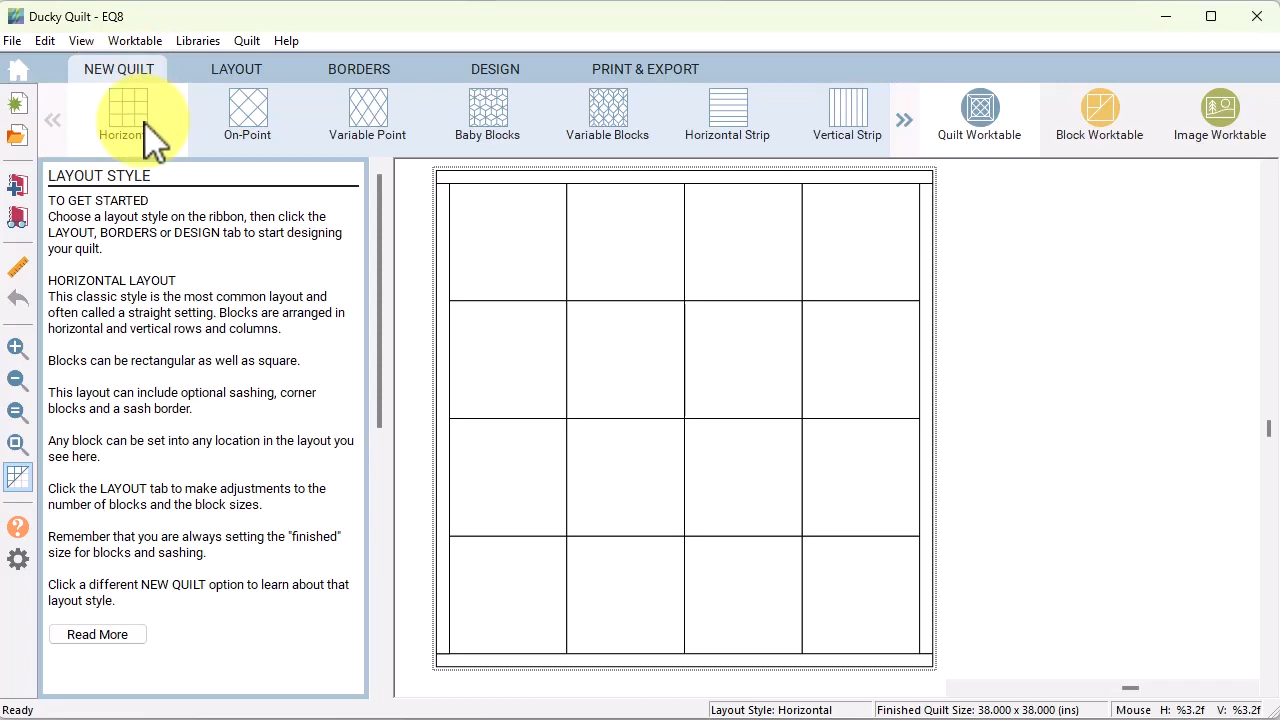 Ducky Quilt - EQ8
File Edit View Worktable Libraries Quilt Help
NEW QUILT LAYOUT BORDERS DESIGN PRINT & EXPORT
On-Point Variable Point Baby Blocks Variable Blocks Horizontal Strip Vertical Strip Quilt Worktable Block Worktable Image Worktable
LAYOUT STYLE
TO GET STARTED
Choose a layout style on the ribbon, then click the
LAYOUT, BORDERS or DESIGN tab to start designing
your quilt.
HORIZONTAL LAYOUT
This classic style is the most common layout and
often called a straight setting. Blocks are arranged in
horizontal and vertical rows and columns.
Blocks can be rectangular as well as square.
This layout can include optional sashing, corner
blocks and a sash border.
Any block can be set into any location in the layout you
see here.
Click the LAYOUT tab to make adjustments to the
number of blocks and the block sizes.
Remember that you are always setting the "finished"
size for blocks and sashing.
Click a different NEW QUILT option to learn about that
layout style.
Read More
Ready Layout Style: Horizontal Finished Quilt Size: 38.000 x 38.000 (ins) Mouse H: %3.2f V: %3.2f